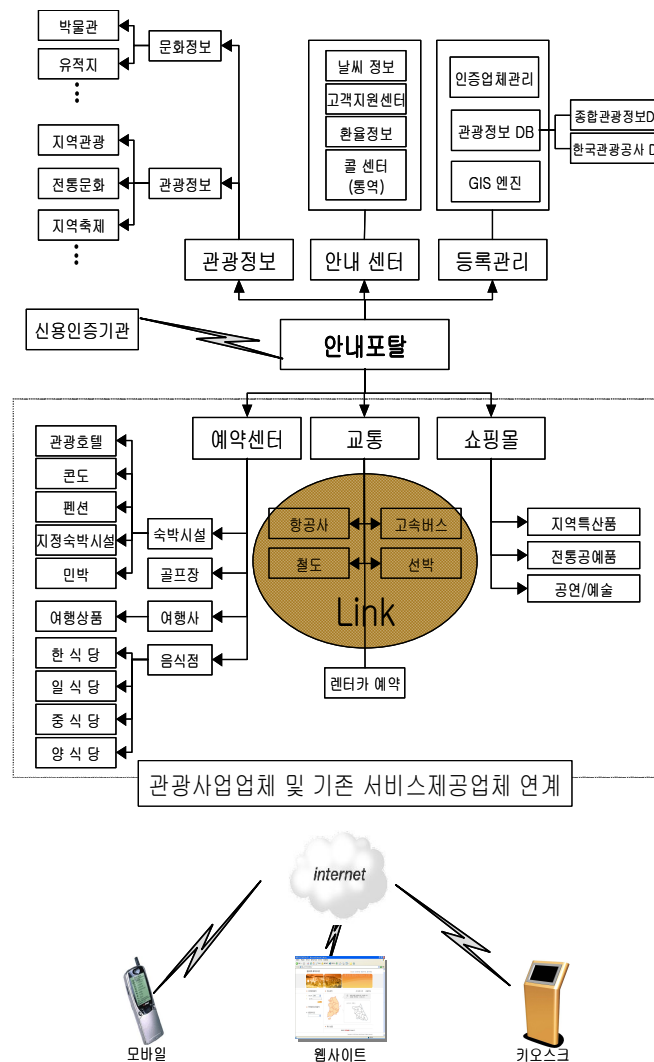 박물관
문화정보
유적지
지역관광
전통문화
관광정보
지역축제
날씨 정보
고객지원센터
환율정보
콜 센터
(통역)
인증업체관리
관광정보 DB
GIS 엔진
종합관광정보D
한국관광공사 D
관광정보
안내 센터
등록관리
신용인증기관
안내포탈
예약센터
교통
쇼핑몰
관광호텔
콘도
펜션
지정숙박시설
민박
숙박시설
골프장
여행상품
여행사
한 식 당
음식점
일 식 당
중 식 당
양 식 당
항공사
고속버스
철도
선박
Link
렌터카 예약
지역특산품
전통공예품
공연/예술
관광사업업체 및 기존 서비스제공업체 연계
internet
모바일
웹사이트
키오스크